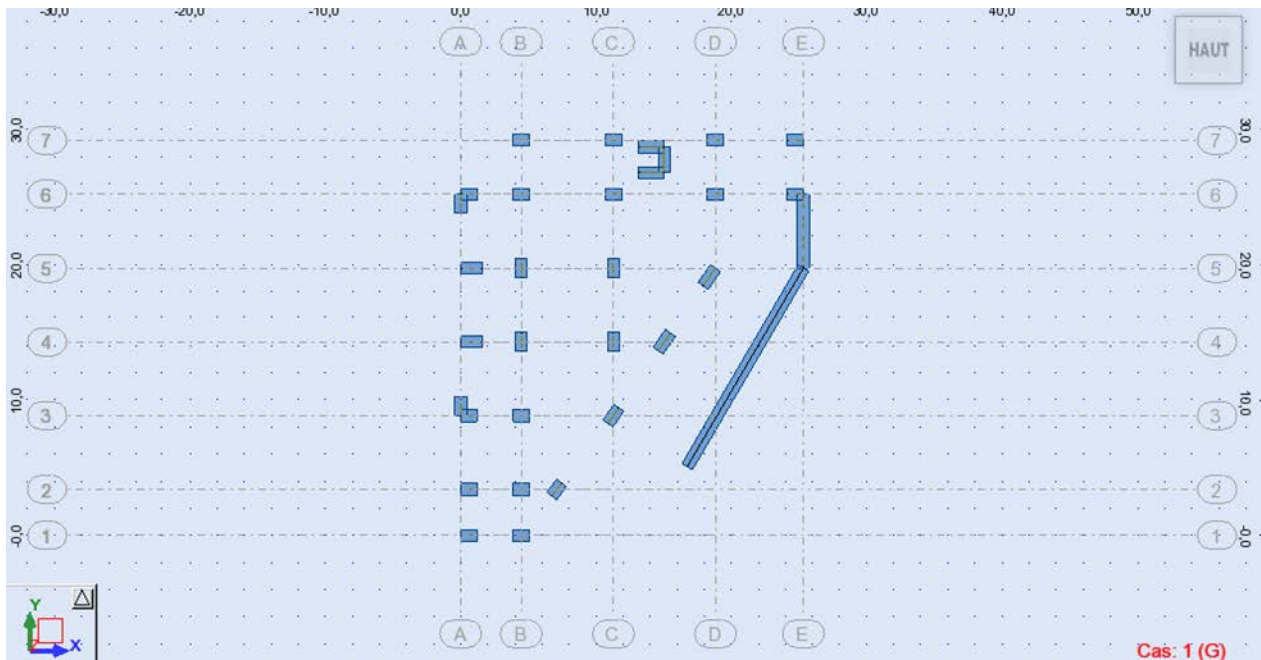 -30,0 -20,0 -10,0 0,0 10,0 20,0 30,0 40,0 50,0
A B C D E
HAUT
30,0 7 7 30,0
6 6
20,0 5 5 20,0
4 4
10,0 3 3 10,0
2 2
-0,0 1 1 -0,0
A B C D E
Y
X
Cas: 1 (G)